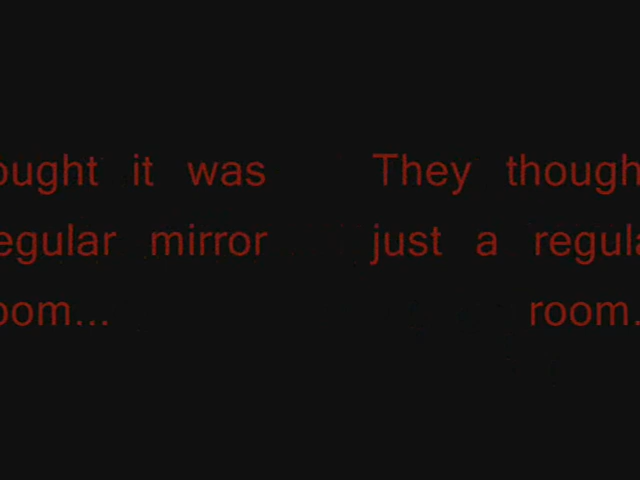 ought it was They though
egular mirror just a regula
oom... room.